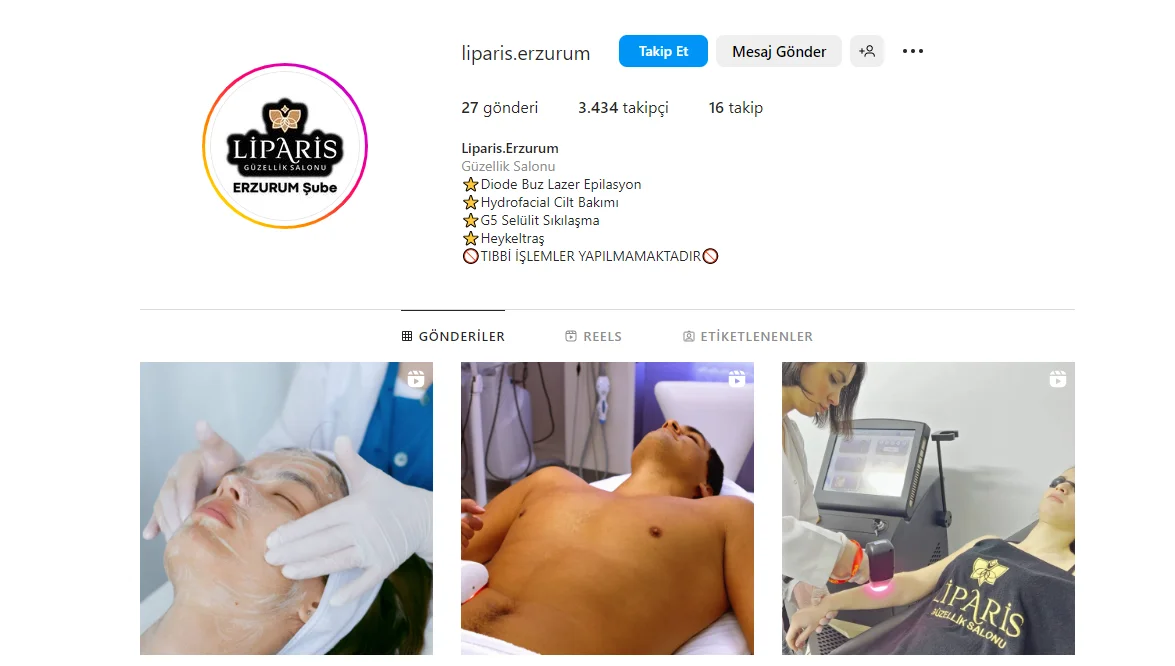 liparis.erzurum Takip Et Mesaj Gönder
27 gönderi 3.434 takipçi 16 takip
LİPARİS
GÜZELLİK SALONU
ERZURUM Şube
Liparis.Erzurum
Güzellik Salonu
⭐Diode Buz Lazer Epilasyon
⭐Hydrofacial Cilt Bakımı
⭐G5 Selülit Sıkılaşma
⭐Heykeltraş
🚫TIBBİ İŞLEMLER YAPILMAMAKTADIR🚫
GÖNDERİLER REELS ETİKETLENENLER
LİPARİS
GÜZELLİK SALONU